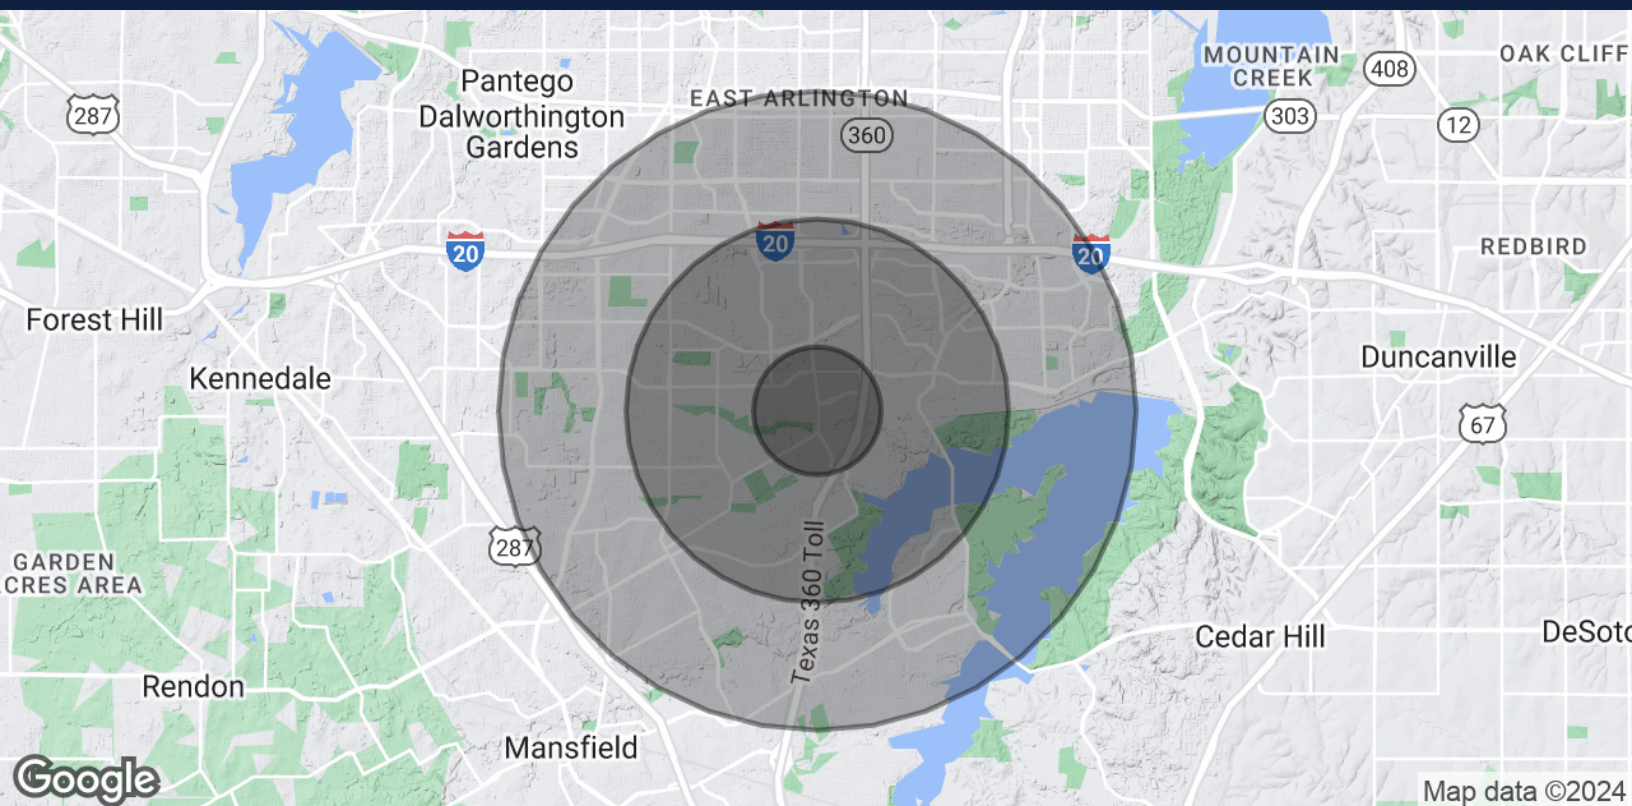 MOUNTAIN
CREEK
OAK CLIFF
408
Pantego
287
EAST ARLINGTON
303
Dalworthington
Gardens
12
360
20
20
20
REDBIRD
Forest Hill
Duncanville
Kennedale
67
287
GARDEN
CRES AREA
Texas 360 Toll
Cedar Hill
DeSoto
Rendon
Mansfield
Google
Map data ©2024